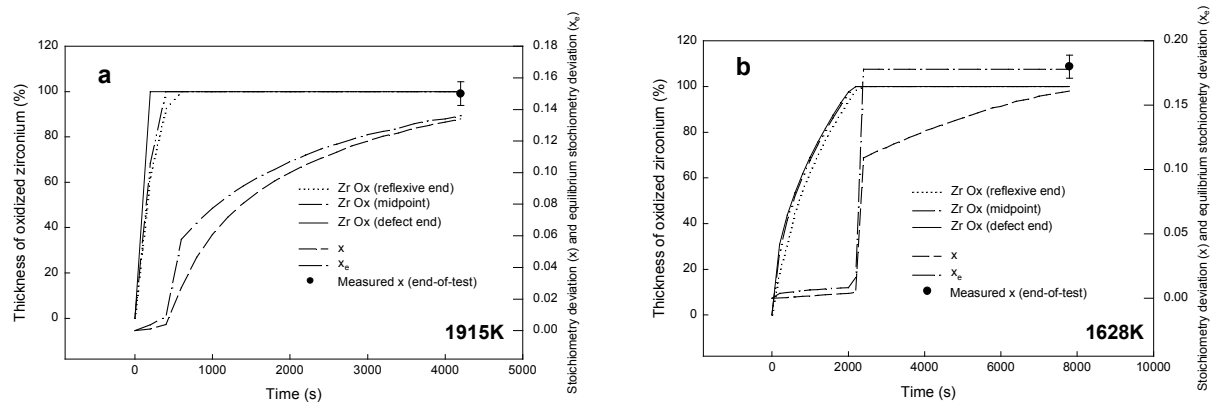 a
Thickness of oxidized zirconium (%)
120
100
80
60
40
20
0
0.18
0.16
0.14
0.12
0.10
0.08
0.06
0.04
0.02
0.00
Stoichiometry deviation (x) and equilibrium stochiometry deviation (xe)
Zr Ox (reflexive end)
Zr Ox (midpoint)
Zr Ox (defect end)
x
xe
Measured x (end-of-test)
1915K
0 1000 2000 3000 4000 5000
Time (s)
b
Thickness of oxidized zirconium (%)
120
100
80
60
40
20
0
0.20
0.15
0.10
0.05
0.00
Stoichiometry deviation (x) and equilibrium stoichiometry deviation (xe)
Zr Ox (reflexive end)
Zr Ox (midpoint)
Zr Ox (defect end)
x
xe
Measured x (end-of-test)
1628K
0 2000 4000 6000 8000 10000
Time (s)